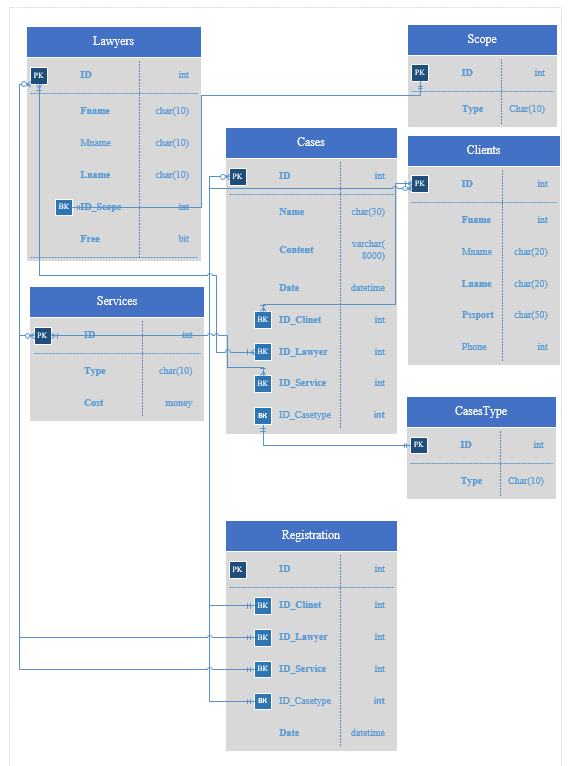 Lawyers
PK ID int
Fname char(10)
Mname char(10)
Lname char(10)
BK ID_Scope int
Free bit
Scope
PK ID int
Type Char(10)
Cases
PK ID int
Name char(30)
Content varchar(
8000)
Date datetime
BK ID_Clinet int
BK ID_Lawyer int
BK ID_Service int
BK ID_Casetype int
Clients
PK ID int
Fname int
Mname char(20)
Lname char(20)
Pssport char(50)
Phone int
Services
PK ID int
Type char(10)
Cost money
CasesType
PK ID int
Type Char(10)
Registration
PK ID int
BK ID_Clinet int
BK ID_Lawyer int
BK ID_Service int
BK ID_Casetype int
Date datetime